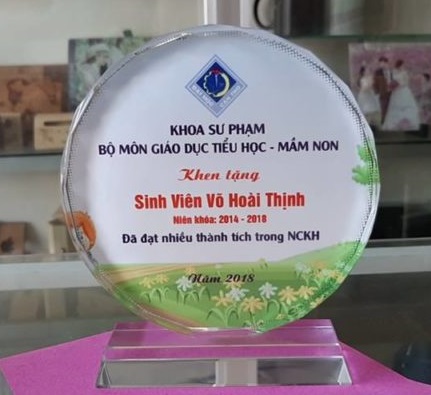 KHOA SƯ PHẠM
BỘ MÔN GIÁO DỤC TIỂU HỌC - MẦM NON
Khen tặng
Sinh Viên Võ Hoài Thịnh
Niên khóa: 2014 - 2018
Đã đạt nhiều thành tích trong NCKH
Năm 2018